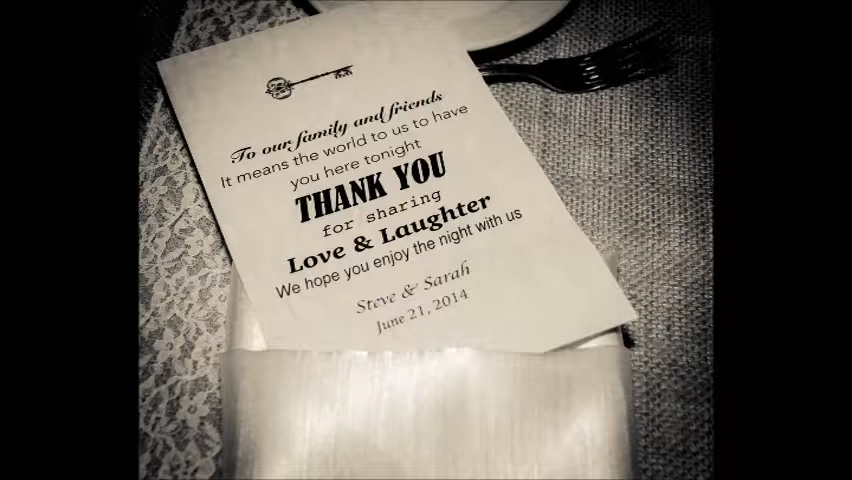 To our family and friends
It means the world to us to have
you here tonight
THANK YOU
for sharing
Love & Laughter
We hope you enjoy the night with us
Steve & Sarah
June 21, 2014